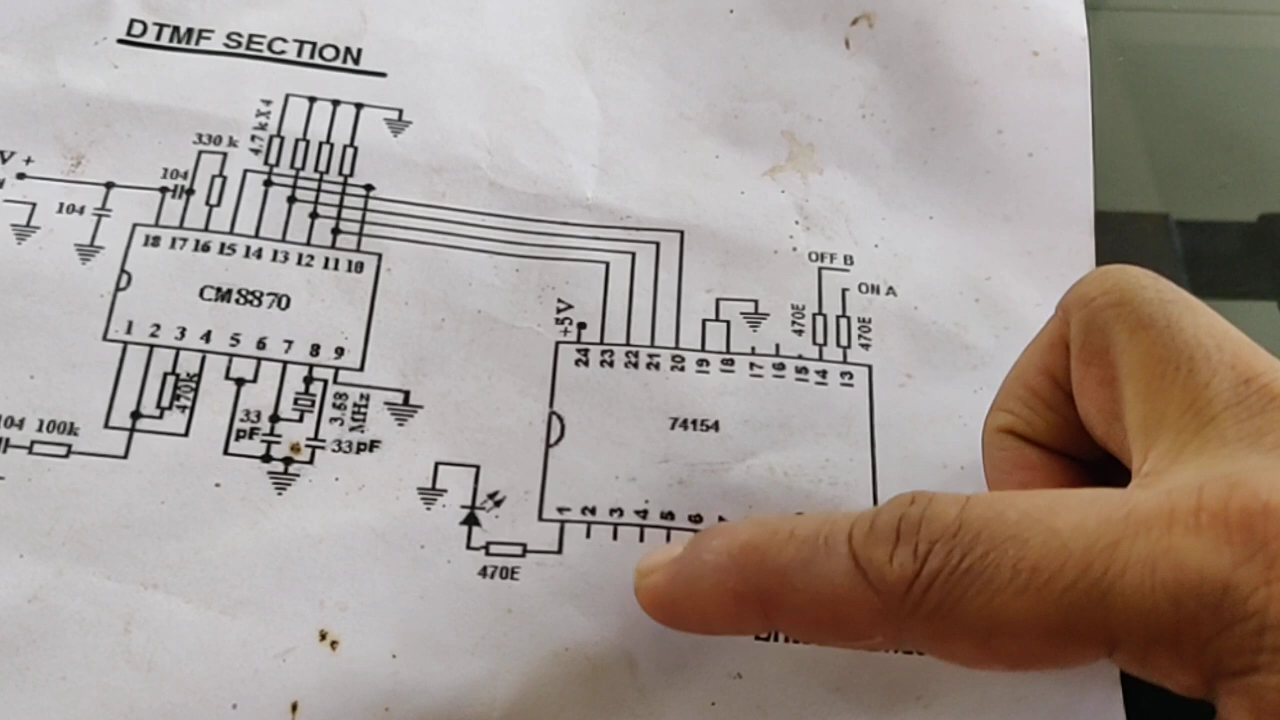 DTMF SECTION
4.7kX4
330 k
104
V +
104
18 17 16 15 14 13 12 11 10
CM8870
1 2 3 4 5 6 7 8 9
470k
33
pF
3.58
MHz
33pF
104 100k
OFF B
ON A
470E
470E
+5V
24 23 22 21 20 19 18 17 16 15 14 13
74154
1 2 3 4 5 6
470E